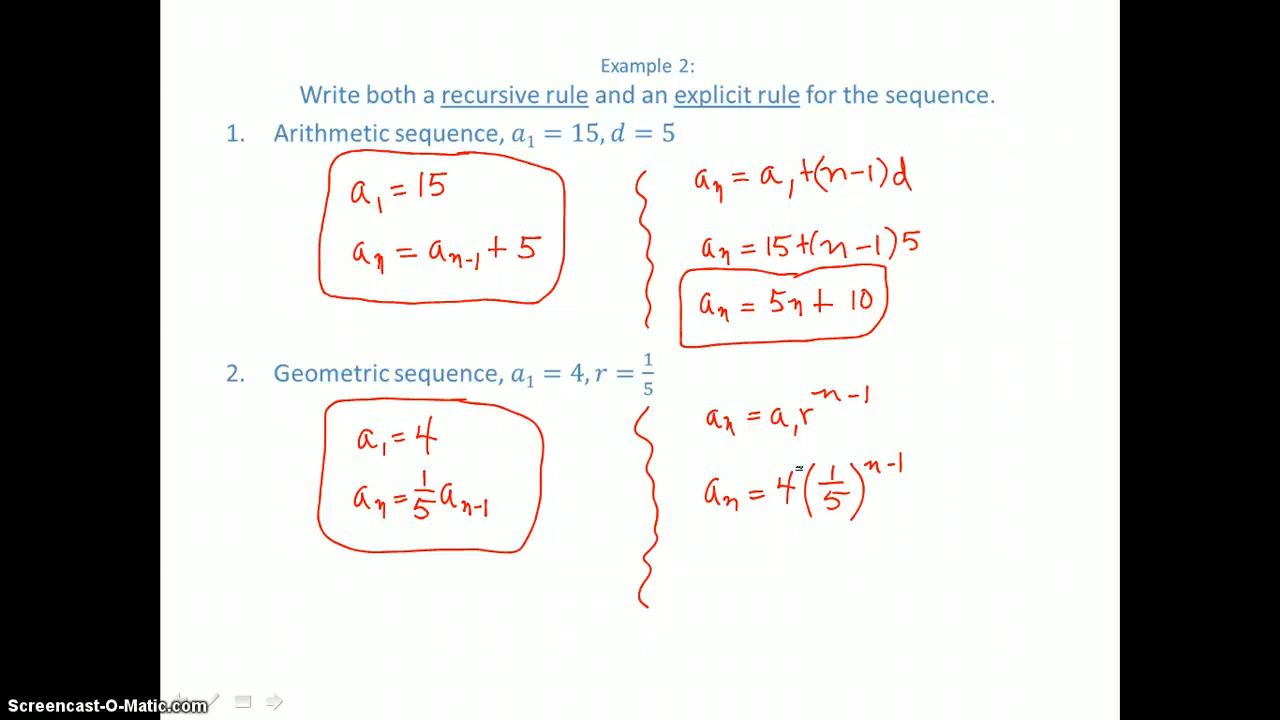 Example 2:
Write both a recursive rule and an explicit rule for the sequence.
1. Arithmetic sequence, a₁ = 15, d = 5
a₁ = 15
aₙ = aₙ₋₁ + 5
aₙ = a₁ + (n-1)d
aₙ = 15 + (n-1)5
aₙ = 5n + 10
2. Geometric sequence, a₁ = 4, r = 1/5
a₁ = 4
aₙ = 1/5 aₙ₋₁
aₙ = a₁rⁿ⁻¹
aₙ = 4(1/5)ⁿ⁻¹
Screencast-O-Matic.com